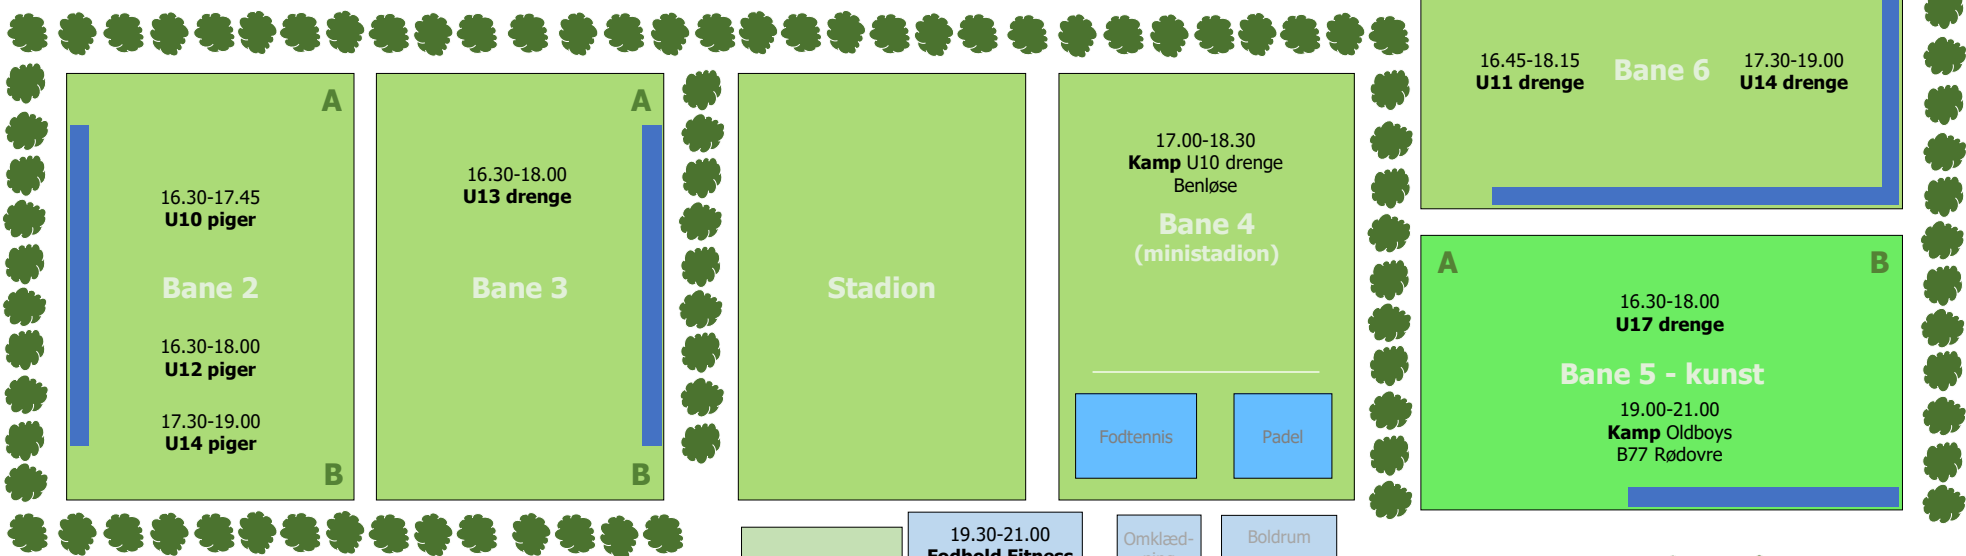 A
16.30-17.45
U10 piger
Bane 2
16.30-18.00
U12 piger
17.30-19.00
U14 piger
B
A
16.30-18.00
U13 drenge
Bane 3
B
Stadion
17.00-18.30
Kamp U10 drenge
Benløse
Bane 4
(ministadion)
Fodtennis
Padel
16.45-18.15
U11 drenge
Bane 6
17.30-19.00
U14 drenge
A
B
16.30-18.00
U17 drenge
Bane 5 - kunst
19.00-21.00
Kamp Oldboys
B77 Rødovre
19.30-21.00
Fodbold Fitness
Omklæd-
ning
Boldrum